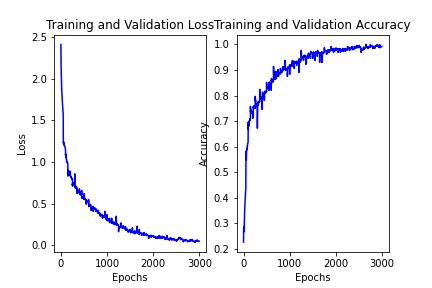 Training and Validation Loss
2.5
2.0
1.5
1.0
0.5
0.0
Loss
0 1000 2000 3000
Epochs
Training and Validation Accuracy
1.0
0.9
0.8
0.7
0.6
0.5
0.4
0.3
0.2
Accuracy
0 1000 2000 3000
Epochs